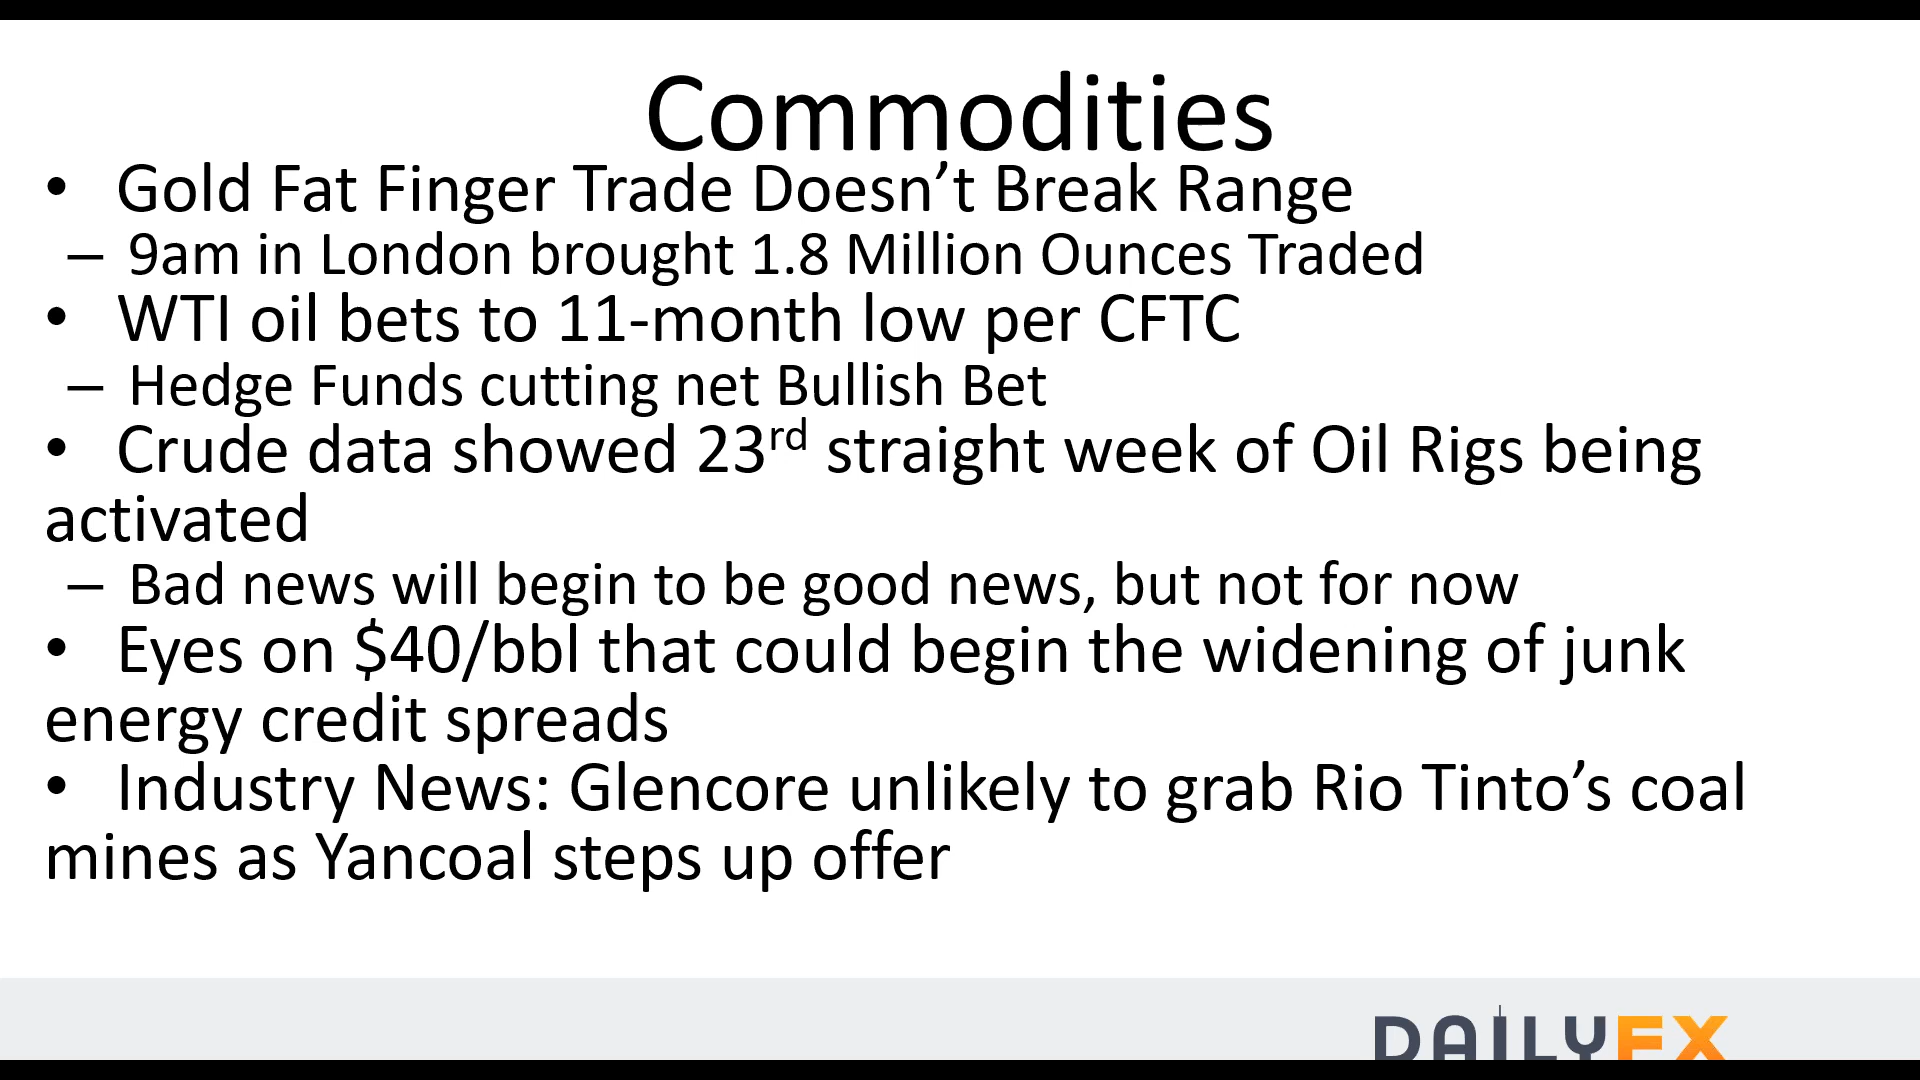 Commodities
• Gold Fat Finger Trade Doesn’t Break Range
– 9am in London brought 1.8 Million Ounces Traded
• WTI oil bets to 11-month low per CFTC
– Hedge Funds cutting net Bullish Bet
• Crude data showed 23rd straight week of Oil Rigs being
activated
– Bad news will begin to be good news, but not for now
• Eyes on $40/bbl that could begin the widening of junk
energy credit spreads
• Industry News: Glencore unlikely to grab Rio Tinto’s coal
mines as Yancoal steps up offer
DAILYFX